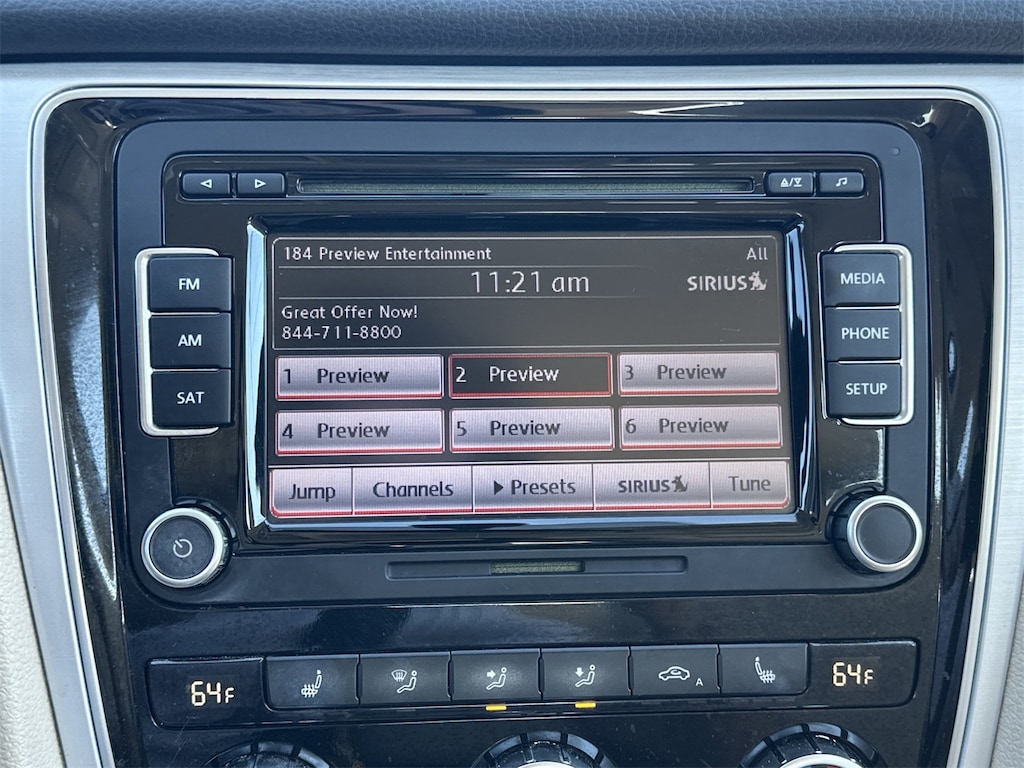 184 Preview Entertainment
All
11:21 am
SIRIUS
Great Offer Now!
844-711-8800
FM
AM
SAT
MEDIA
PHONE
SETUP
1 Preview
2 Preview
3 Preview
4 Preview
5 Preview
6 Preview
Jump
Channels
Presets
SIRIUS
Tune
64F
A
64F